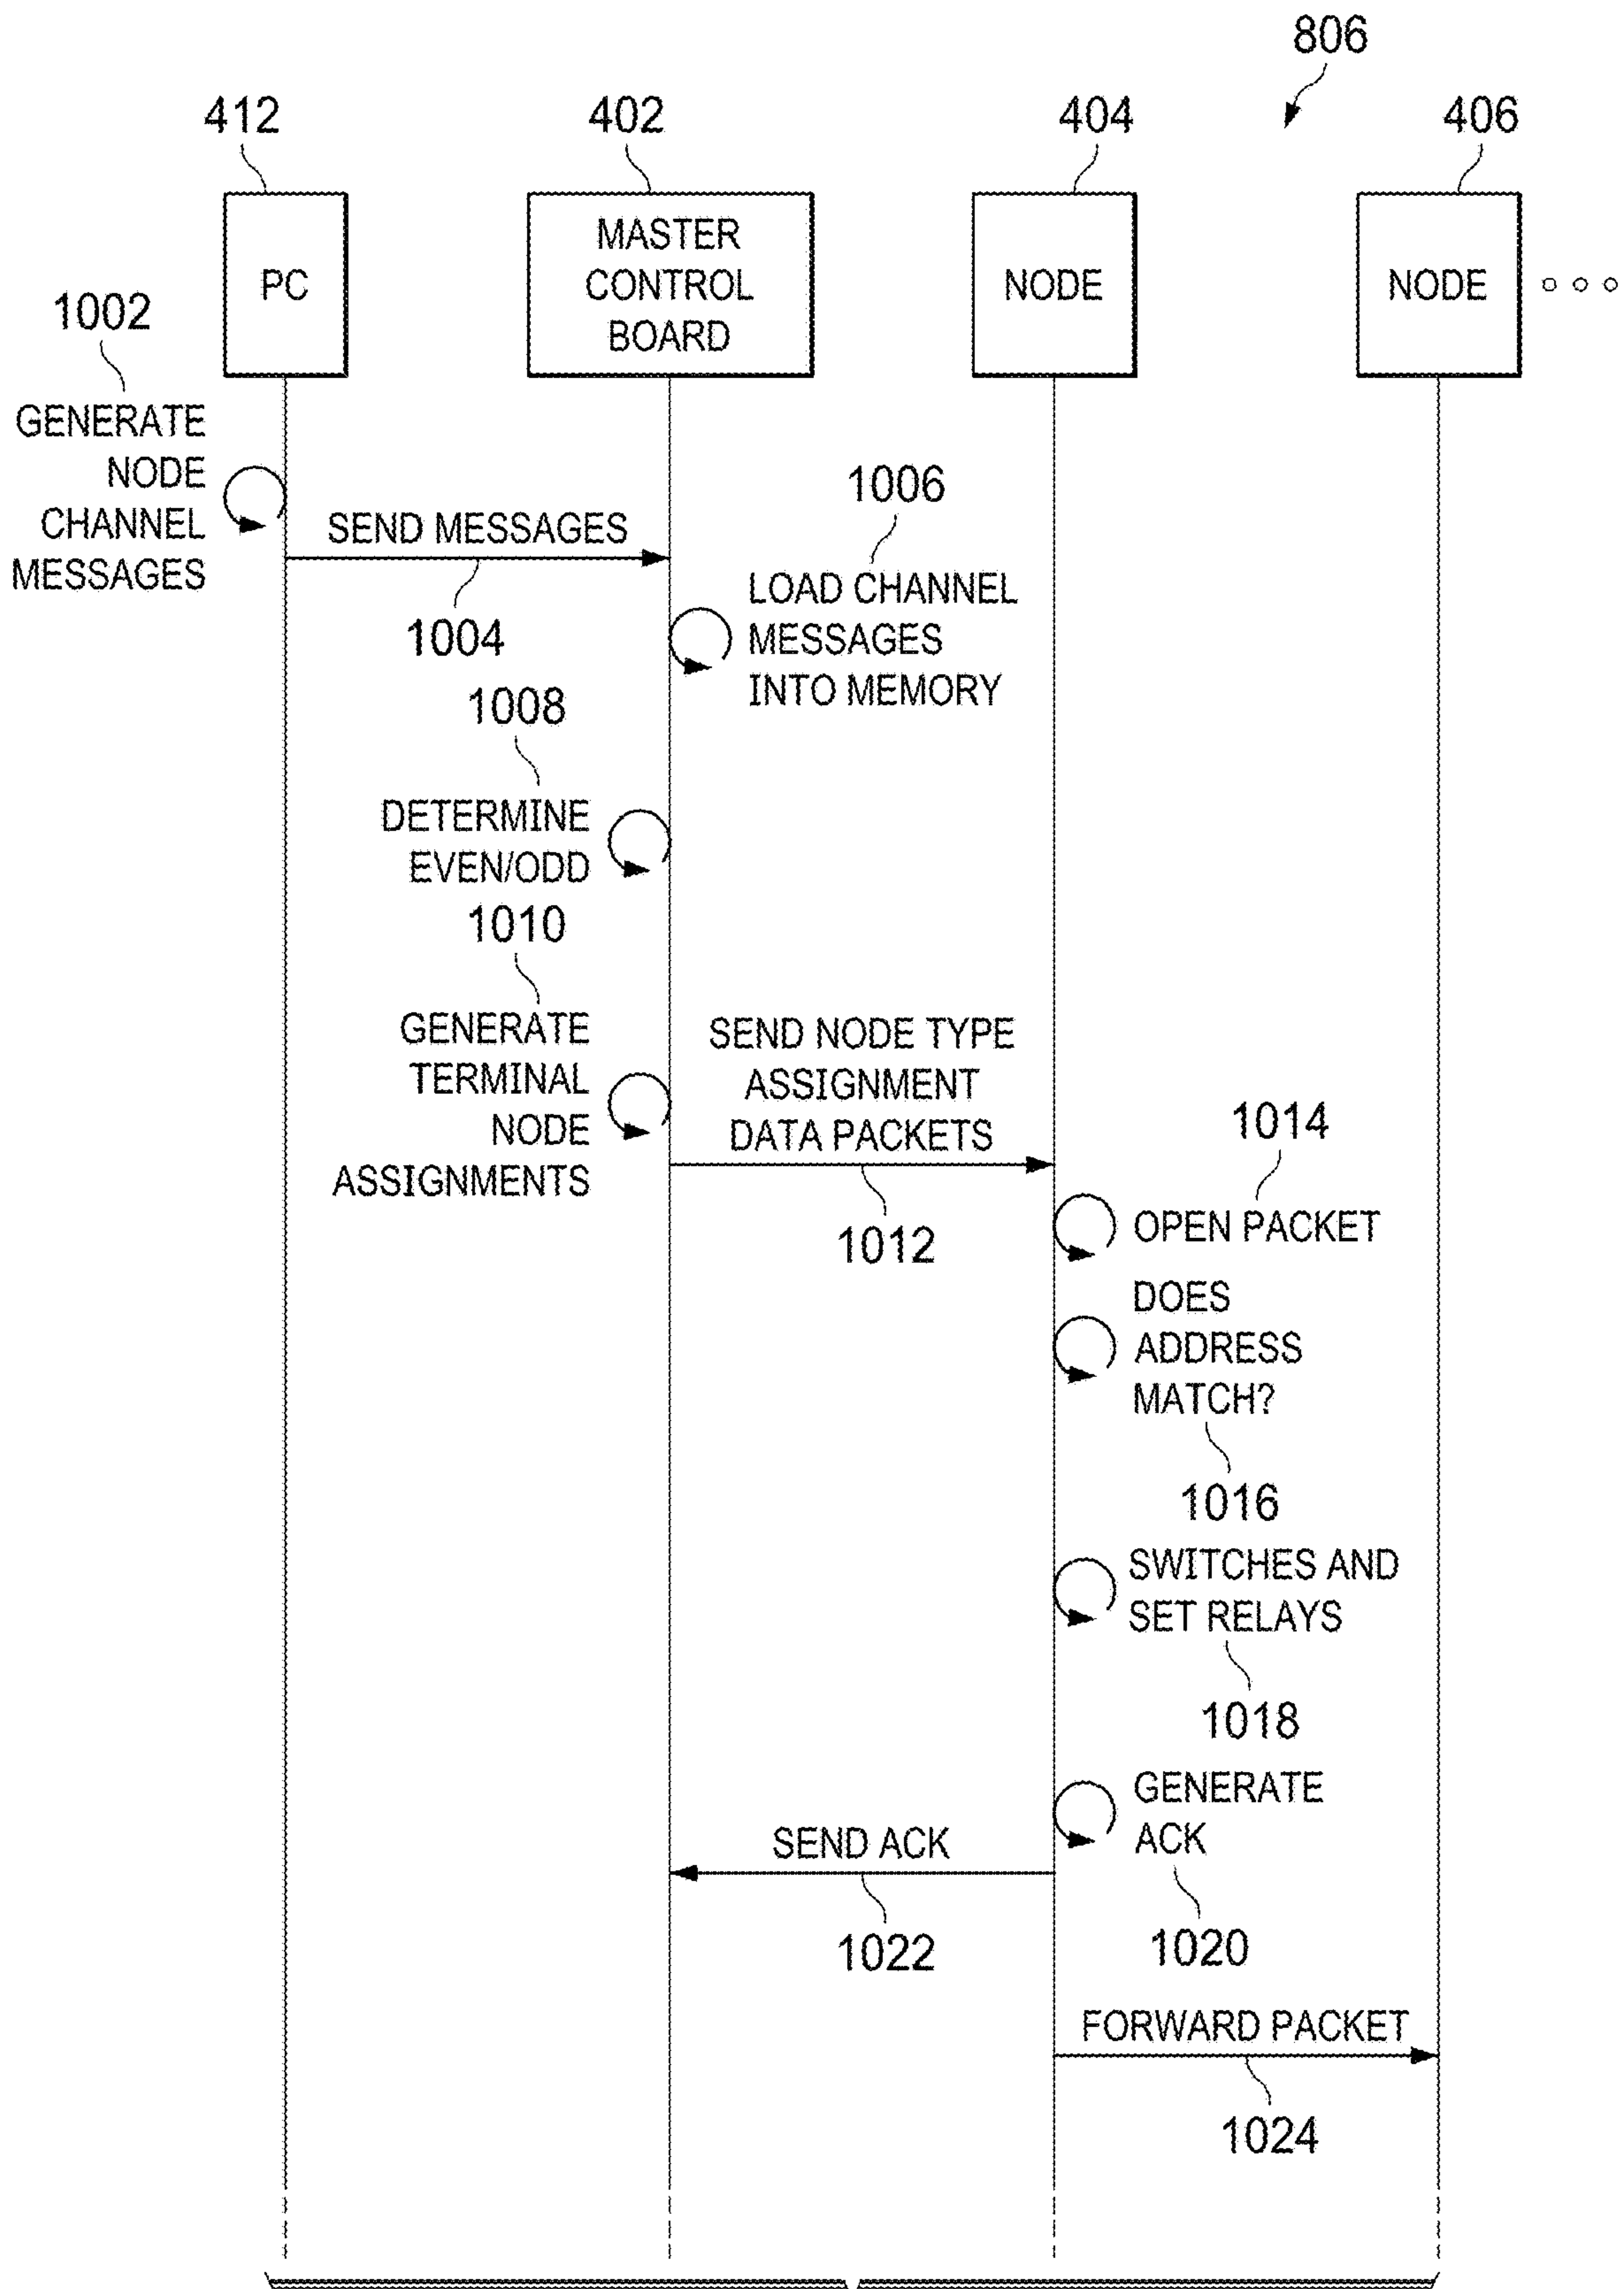 806
412
402
404
406
PC
MASTER
CONTROL
BOARD
NODE
NODE
1002
GENERATE
NODE
CHANNEL
MESSAGES
SEND MESSAGES
1004
1006
LOAD CHANNEL
MESSAGES
INTO MEMORY
1008
DETERMINE
EVEN/ODD
1010
GENERATE
TERMINAL
NODE
ASSIGNMENTS
SEND NODE TYPE
ASSIGNMENT
DATA PACKETS
1012
1014
OPEN PACKET
DOES
ADDRESS
MATCH?
1016
SWITCHES AND
SET RELAYS
1018
GENERATE
ACK
1020
SEND ACK
1022
FORWARD PACKET
1024